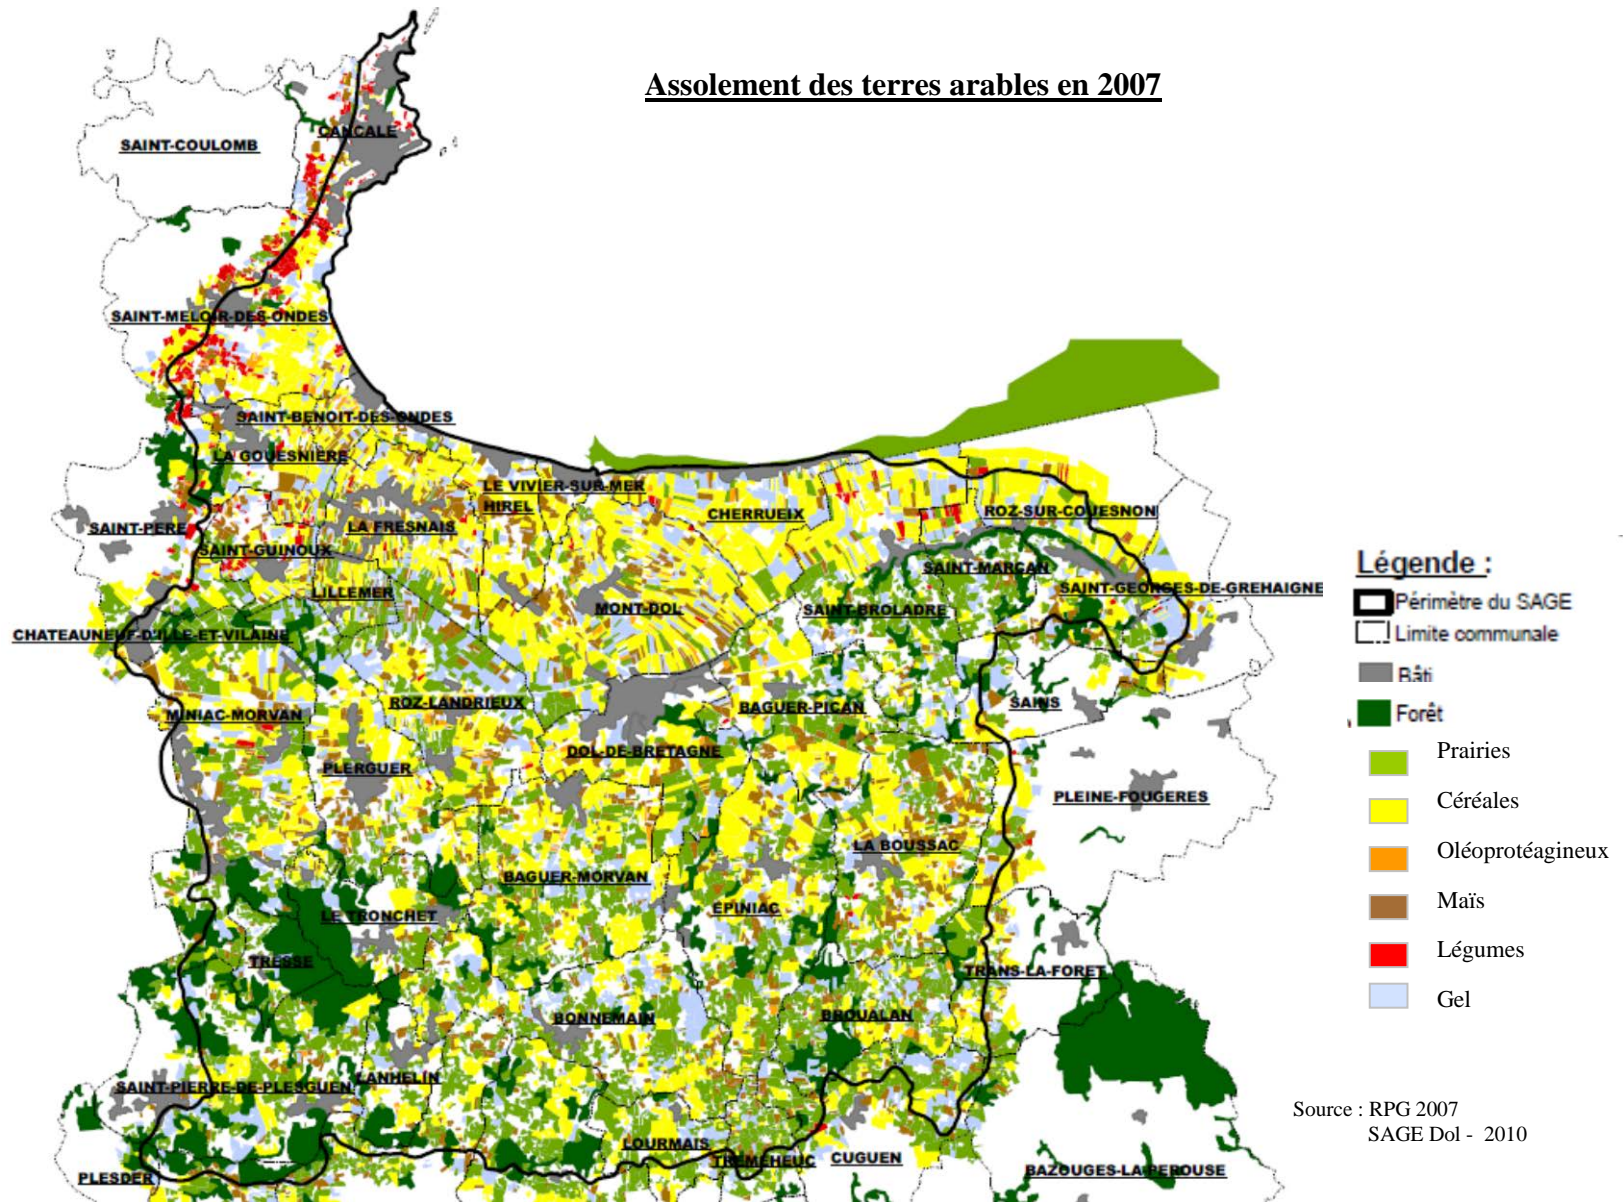 Assolement des terres arables en 2007
CANCALE
SAINT-COULOMB
SAINT-MELOIR-DES-ONDES
SAINT-BENOIT-DES-ONDES
LA GOUESNIERE
LE VIVIER-SUR-MER
HIREL
CHERRUEIX
ROZ-SUR-COUESNON
SAINT-PERE
LA FRESNAIS
SAINT-GUINOUX
SAINT-MARCAN
LILLEMER
SAINT-GEORGES-DE-GREHAIGNE
MONT-DOL
SAINT-BROLADRE
CHATEAUNEUF-D'ILLE-ET-VILAINE
ROZ-LANDRIEUX
BAGUER-PICAN
SAINS
MINIAC-MORVAN
DOL-DE-BRETAGNE
PLERGUER
PLEINE-FOUGERES
LA BOUSSAC
BAGUER-MORVAN
EPINIAC
LE TRONCHET
TRESSE
TRANS-LA-FORET
BONNEMAIN
BROUALAN
SAINT-PIERRE-DE-PLESGUEN
LANHELIN
LOURMAIS
TREMEHEUC
CUGUEN
PLESDER
BAZOUGES-LA-PEROUSE
Légende :
Périmètre du SAGE
Limite communale
Bâti
Forêt
Prairies
Céréales
Oléoprotéagineux
Maïs
Légumes
Gel
Source : RPG 2007
SAGE Dol - 2010